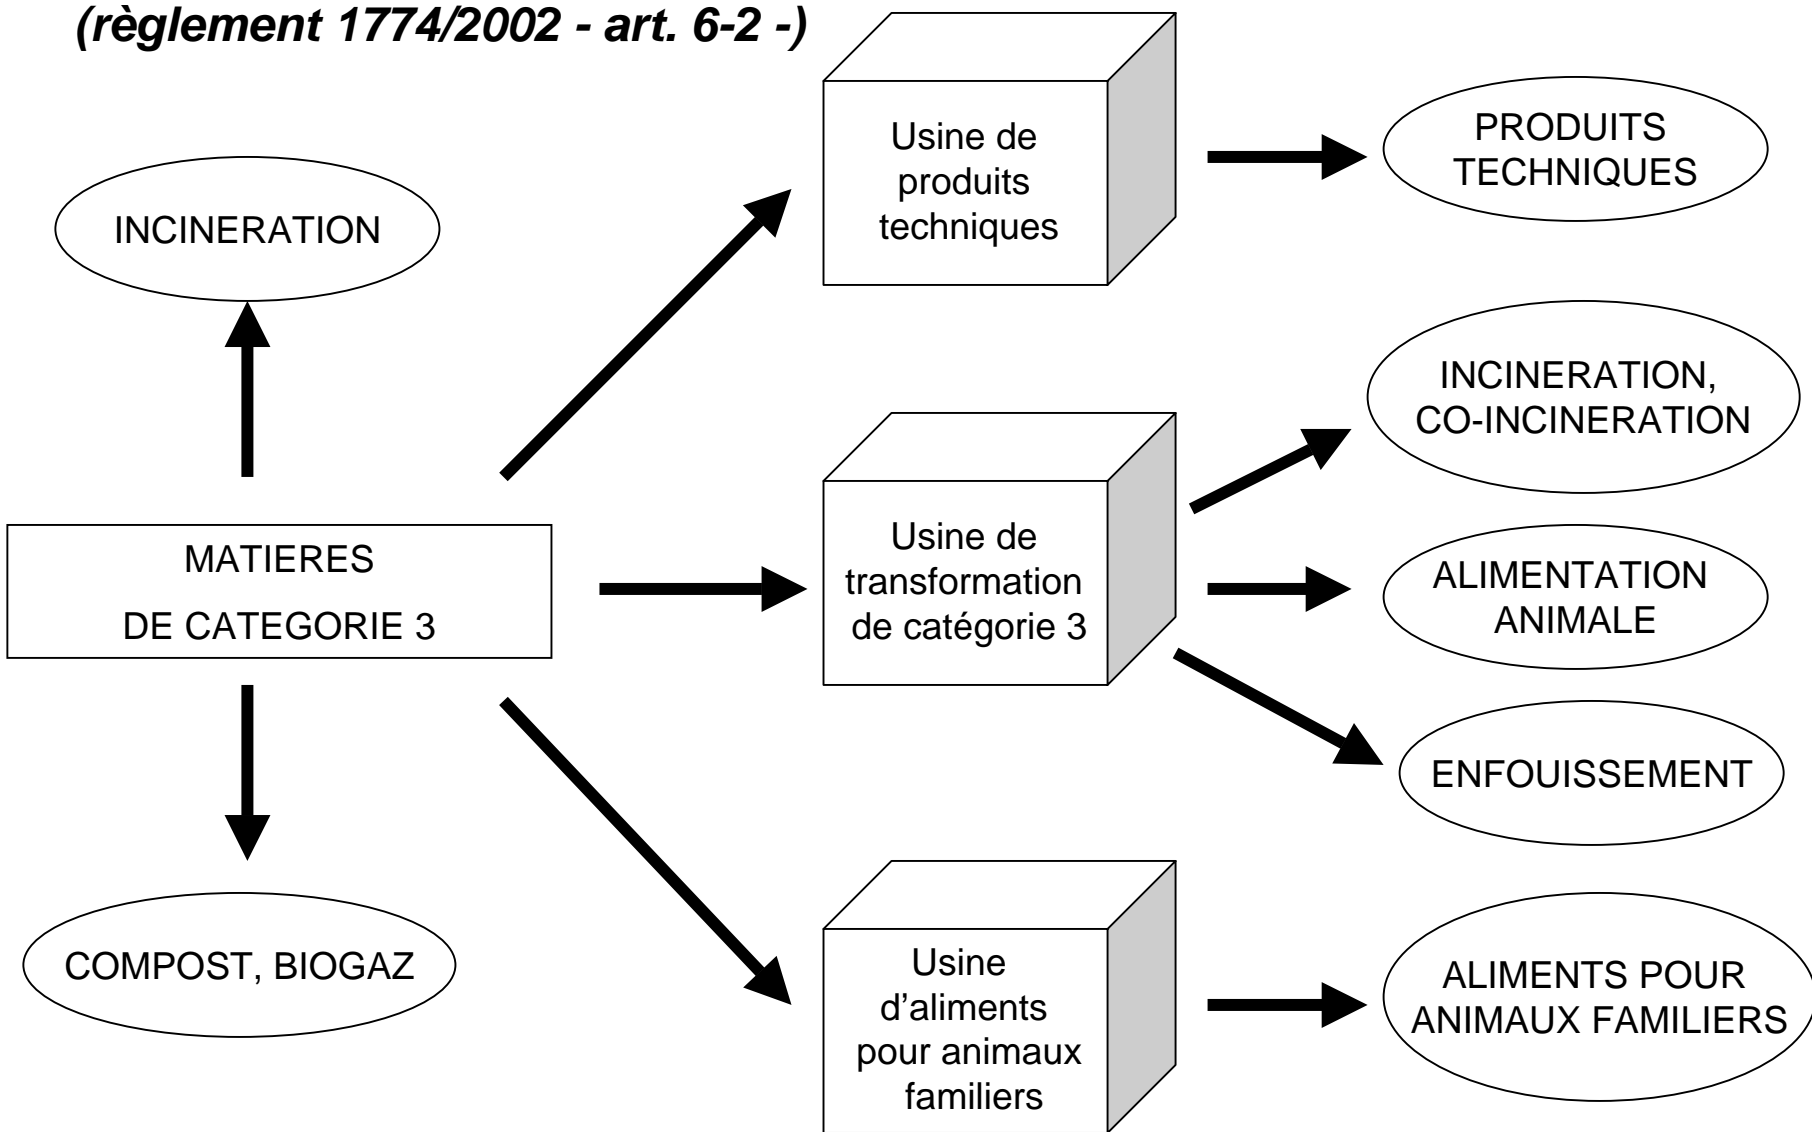 (règlement 1774/2002 - art. 6-2 -)
Usine de
produits
techniques
PRODUITS
TECHNIQUES
INCINERATION
INCINERATION,
CO-INCINERATION
MATIERES
DE CATEGORIE 3
Usine de
transformation
de catégorie 3
ALIMENTATION
ANIMALE
ENFOUISSEMENT
COMPOST, BIOGAZ
Usine
d’aliments
pour animaux
familiers
ALIMENTS POUR
ANIMAUX FAMILIERS